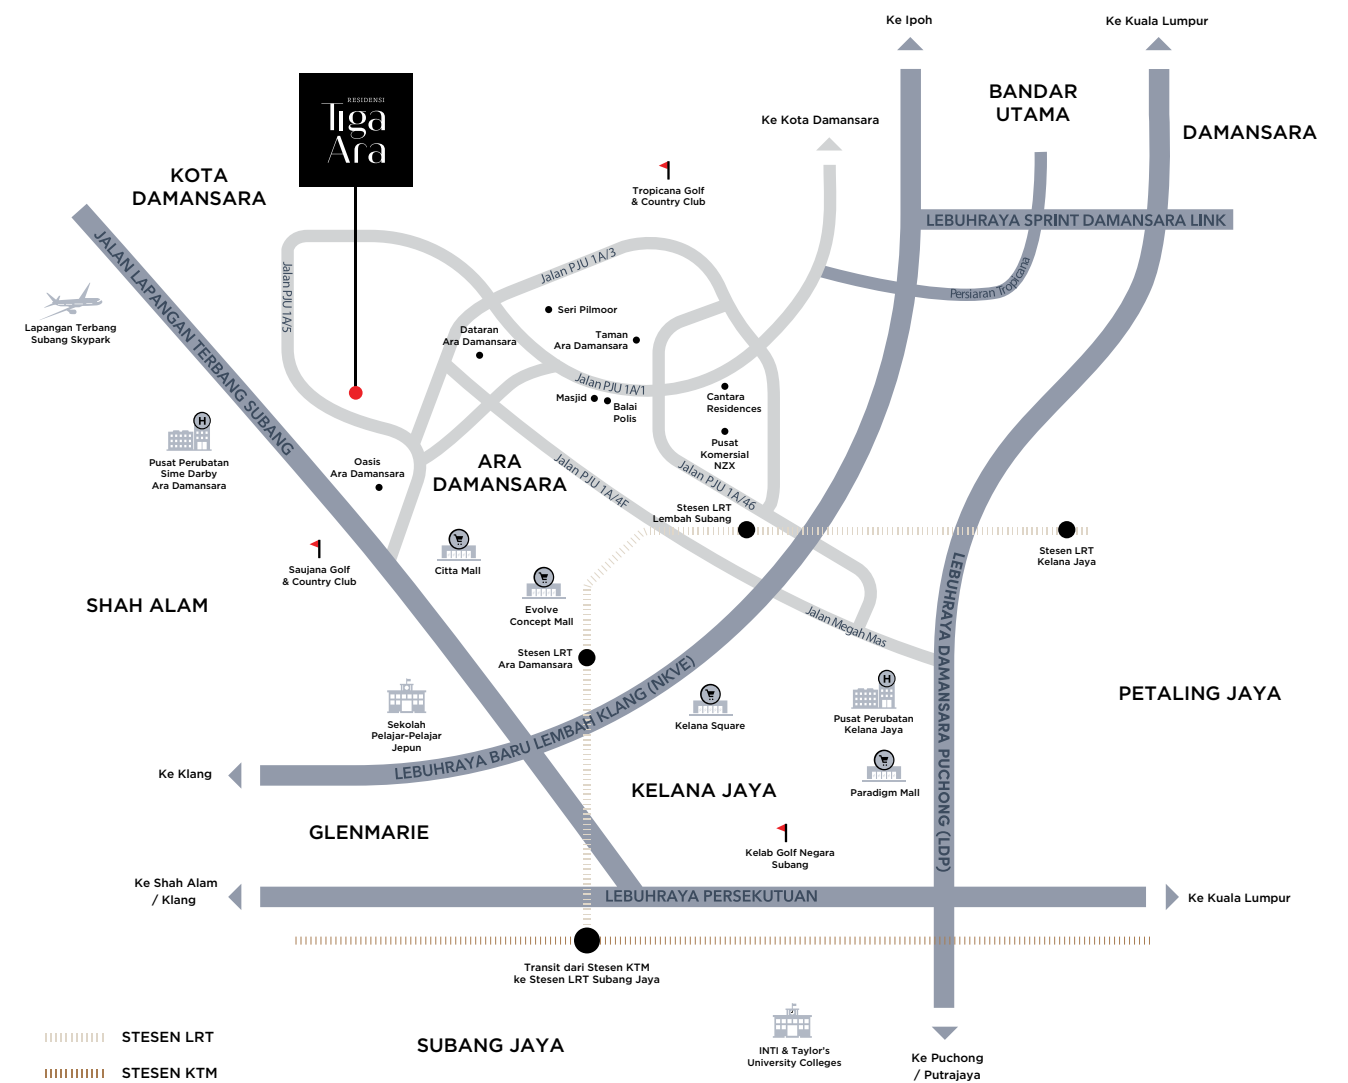 Ke Ipoh
Ke Kuala Lumpur
RESIDENSI
Tiga
Ara
BANDAR
UTAMA
DAMANSARA
Ke Kota Damansara
KOTA
DAMANSARA
Tropicana Golf
& Country Club
LEBUHRAYA SPRINT DAMANSARA LINK
JALAN LAPANGAN TERBANG SUBANG
Jalan PJU 1A/5
Jalan PJU 1A/3
Persiaran Tropicana
Lapangan Terbang
Subang Skypark
Seri Pilmoor
Dataran
Ara Damansara
Taman
Ara Damansara
Jalan PJU 1A/1
Masjid
Balai
Polis
Cantara
Residences
Pusat
Komersial
NZX
H
Pusat Perubatan
Sime Darby
Ara Damansara
Oasis
Ara Damansara
ARA
DAMANSARA
Jalan PJU 1A/4F
Jalan PJU 1A/46
Stesen LRT
Lembah Subang
Stesen LRT
Kelana Jaya
Saujana Golf
& Country Club
Citta Mall
Evolve
Concept Mall
SHAH ALAM
Jalan Megah Mas
Stesen LRT
Ara Damansara
LEBUHRAYA DAMANSARA PUCHONG (LDP)
PETALING JAYA
Sekolah
Pelajar-Pelajar
Jepun
LEBUHRAYA BARU LEMBAH KLANG (NKVE)
Kelana Square
H
Pusat Perubatan
Kelana Jaya
Ke Klang
KELANA JAYA
Paradigm Mall
GLENMARIE
Kelab Golf Negara
Subang
Ke Shah Alam
/ Klang
LEBUHRAYA PERSEKUTUAN
Ke Kuala Lumpur
Transit dari Stesen KTM
ke Stesen LRT Subang Jaya
STESEN LRT
SUBANG JAYA
INTI & Taylor's
University Colleges
Ke Puchong
/ Putrajaya
STESEN KTM